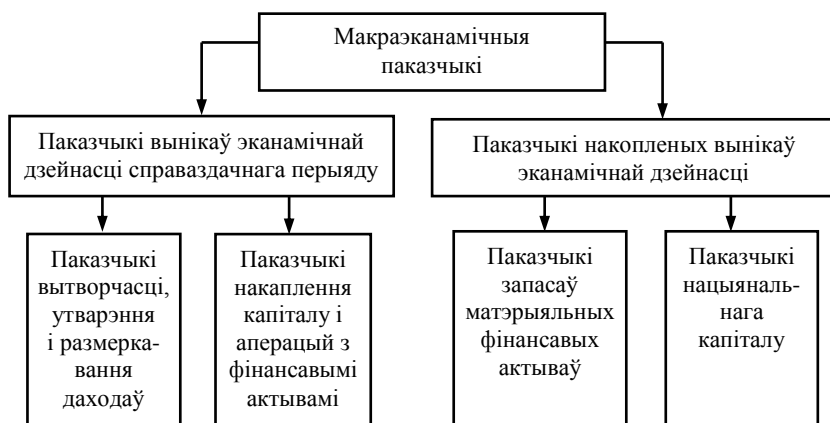 Макраэканамічныя
паказчыкі
Паказчыкі вынікаў эканамічнай
дзейнасці справаздачнага перыяду
Паказчыкі накопленых вынікаў
эканамічнай дзейнасці
Паказчыкі
вытворчасці,
утварэння
і размерка-
вання
даходаў
Паказчыкі
накаплення
капіталу і
аперацый з
фінансавымі
актывамі
Паказчыкі
запасаў
матэрыяльных
фінансавых
актываў
Паказчыкі
нацыяналь-
нага
капіталу